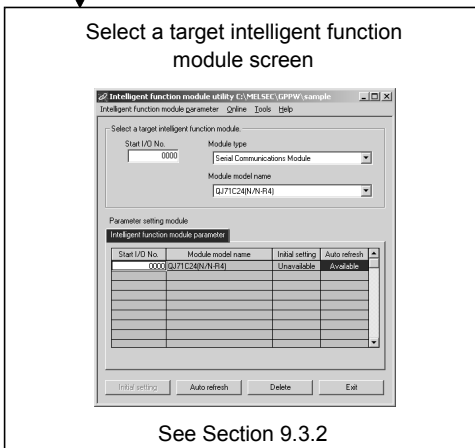 Select a target intelligent function
module screen
Intelligent function module utility C:\MELSEC\GPPW\sample
Intelligent function module parameter Online Tools Help
Select a target intelligent function module.
Start I/O No. Module type
0000 Serial Communications Module
Module model name
QJ71C24(N/N-R4)
Parameter setting module
Intelligent function module parameter
Start I/O No. Module model name Initial setting Auto refresh
0000 QJ71C24(N/N-R4) Unavailable Available
Initial setting Auto refresh Delete Exit
See Section 9.3.2